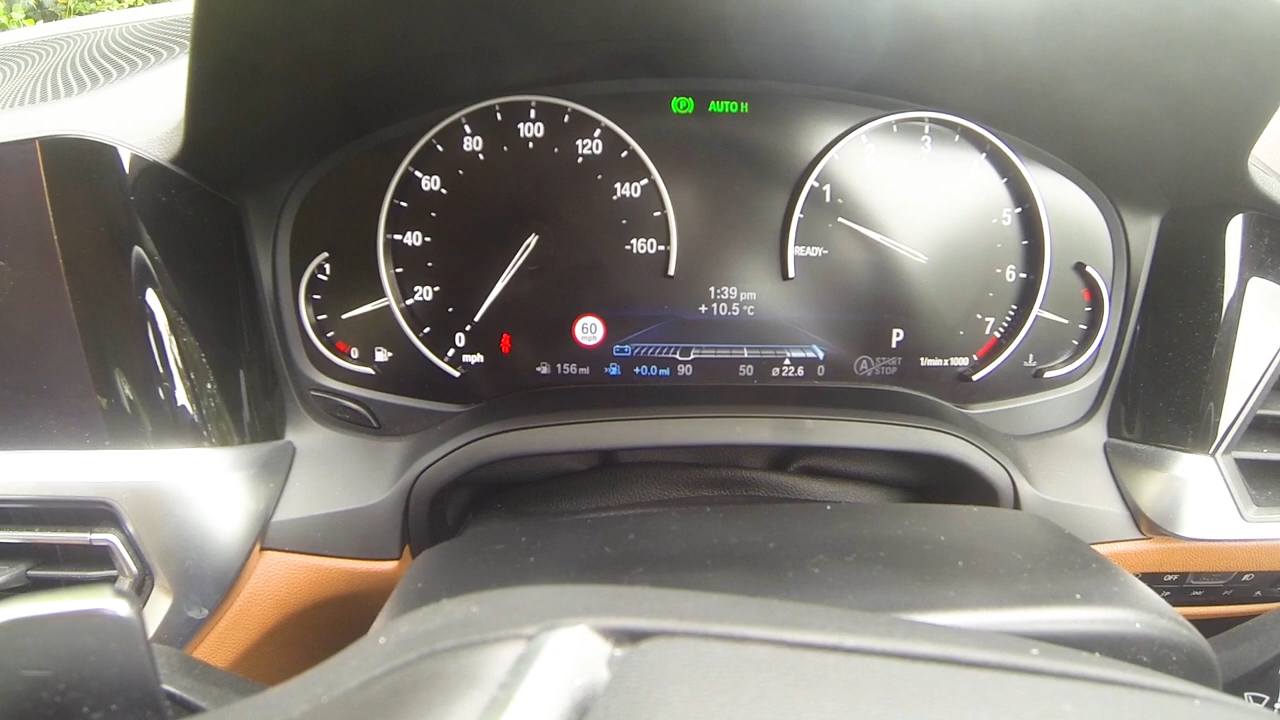 AUTO H
100
80
120
60
140
40
-160-
20
0
mph
1
0
60
mph
1:39 pm
+10.5 °C
156 mi
+0.0 mi
90
50
ø 22.6
0
P
START
STOP
A
READY
1
2
3
5
6
7
1/min x 1000
OFF